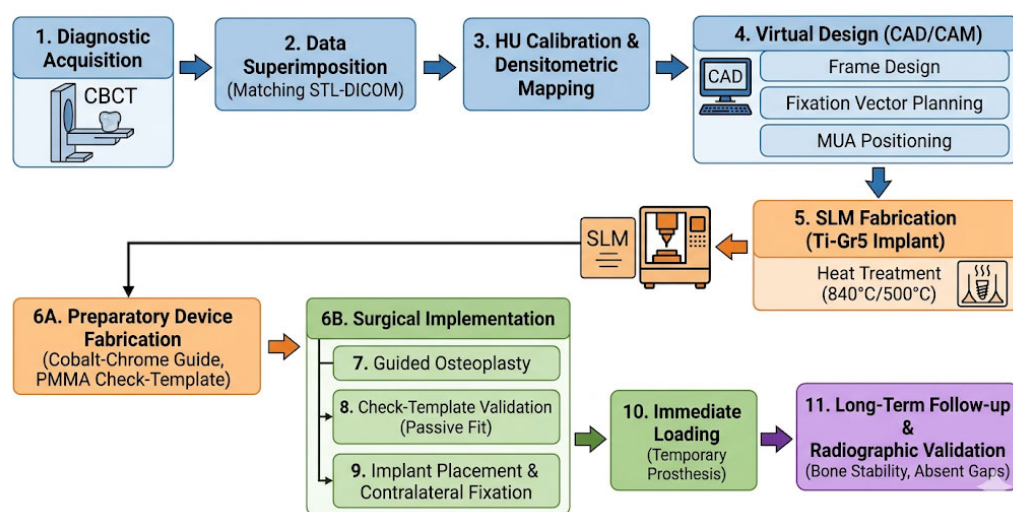 1. Diagnostic
Acquisition
CBCT
2. Data
Superimposition
(Matching STL-DICOM)
3. HU Calibration &
Densitometric
Mapping
4. Virtual Design (CAD/CAM)
CAD
Frame Design
Fixation Vector Planning
MUA Positioning
5. SLM Fabrication
(Ti-Gr5 Implant)
Heat Treatment
(840°C/500°C)
SLM
6A. Preparatory Device
Fabrication
(Cobalt-Chrome Guide,
PMMA Check-Template)
6B. Surgical Implementation
7. Guided Osteoplasty
8. Check-Template Validation
(Passive Fit)
9. Implant Placement &
Contralateral Fixation
10. Immediate
Loading
(Temporary
Prosthesis)
11. Long-Term Follow-up
&
Radiographic Validation
(Bone Stability, Absent Gaps)